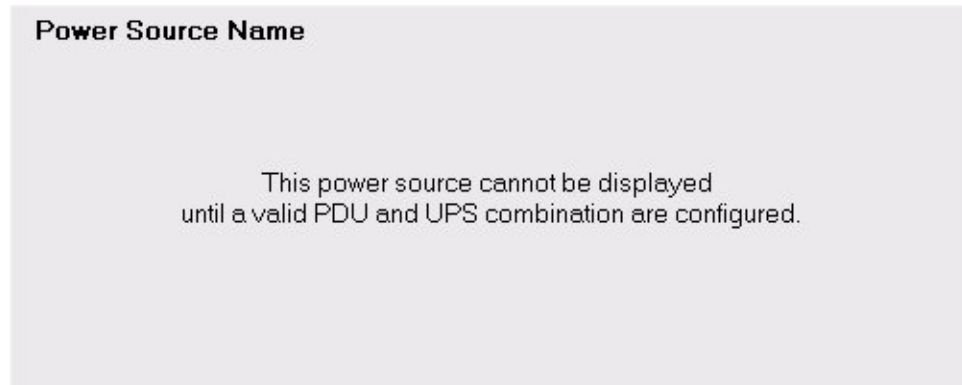 Power Source Name
This power source cannot be displayed
until a valid PDU and UPS combination are configured.